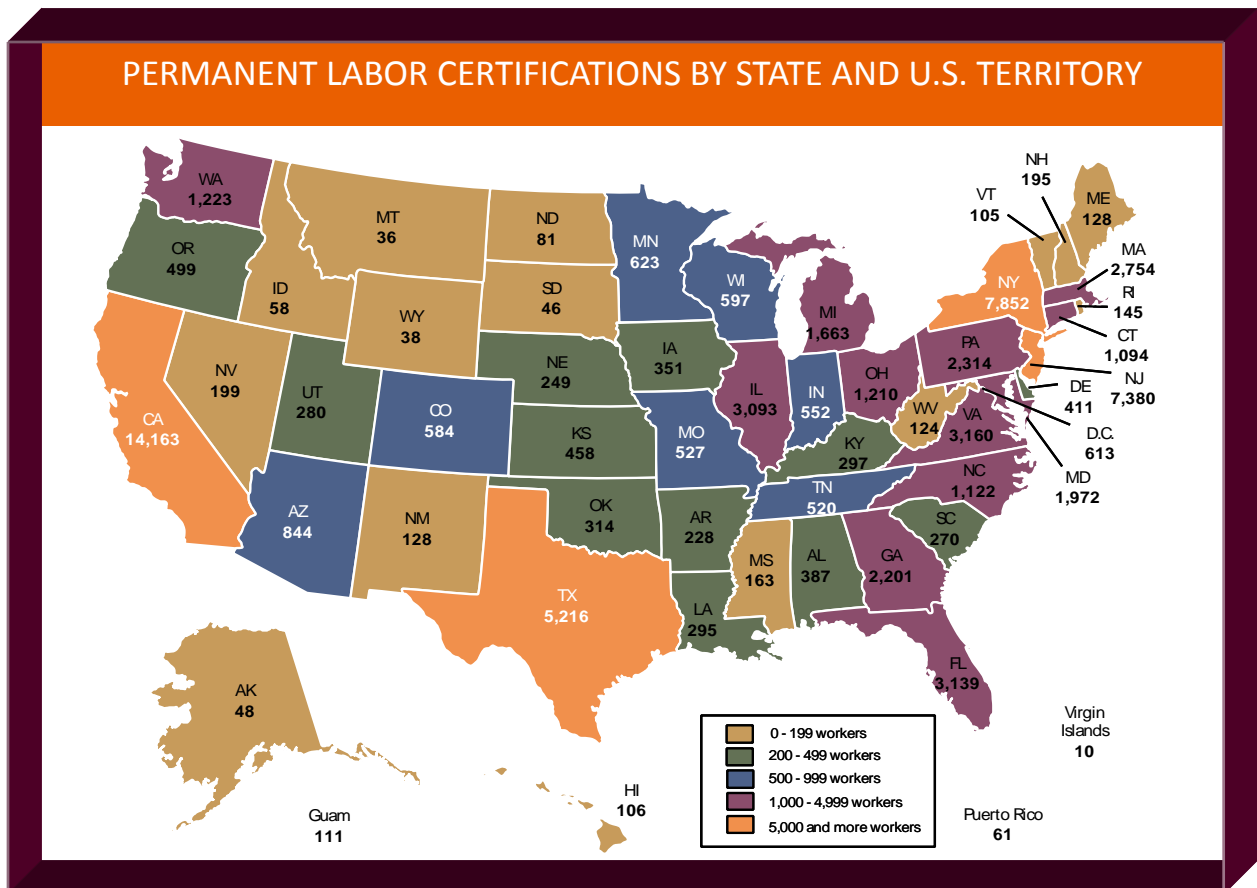 PERMANENT LABOR CERTIFICATIONS BY STATE AND U.S. TERRITORY
WA
1,223
OR
499
CA
14,163
NV
199
ID
58
MT
36
WY
38
UT
280
AZ
844
CO
584
NM
128
ND
81
SD
46
NE
249
KS
458
OK
314
TX
5,216
MN
623
IA
351
MO
527
AR
228
LA
295
WI
597
IL
3,093
MI
1,663
IN
552
OH
1,210
KY
297
TN
520
MS
163
AL
387
GA
2,201
FL
3,139
SC
270
NC
1,122
VA
3,160
WV
124
PA
2,314
NY
7,852
VT
105
NH
195
ME
128
MA
2,754
RI
145
CT
1,094
NJ
7,380
DE
411
D.C.
613
MD
1,972
AK
48
HI
106
Guam
111
Virgin
Islands
10
Puerto Rico
61
0 - 199 workers
200 - 499 workers
500 - 999 workers
1,000 - 4,999 workers
5,000 and more workers